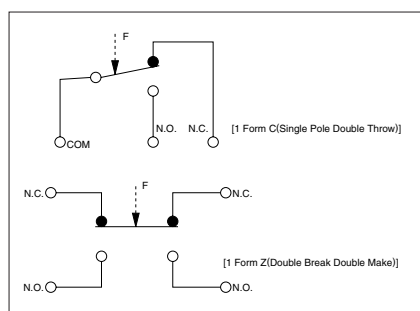 F
COM
N.O.
N.C.
[1 Form C(Single Pole Double Throw)]
F
N.C.
N.C.
[1 Form Z(Double Break Double Make)]
N.O.
N.O.